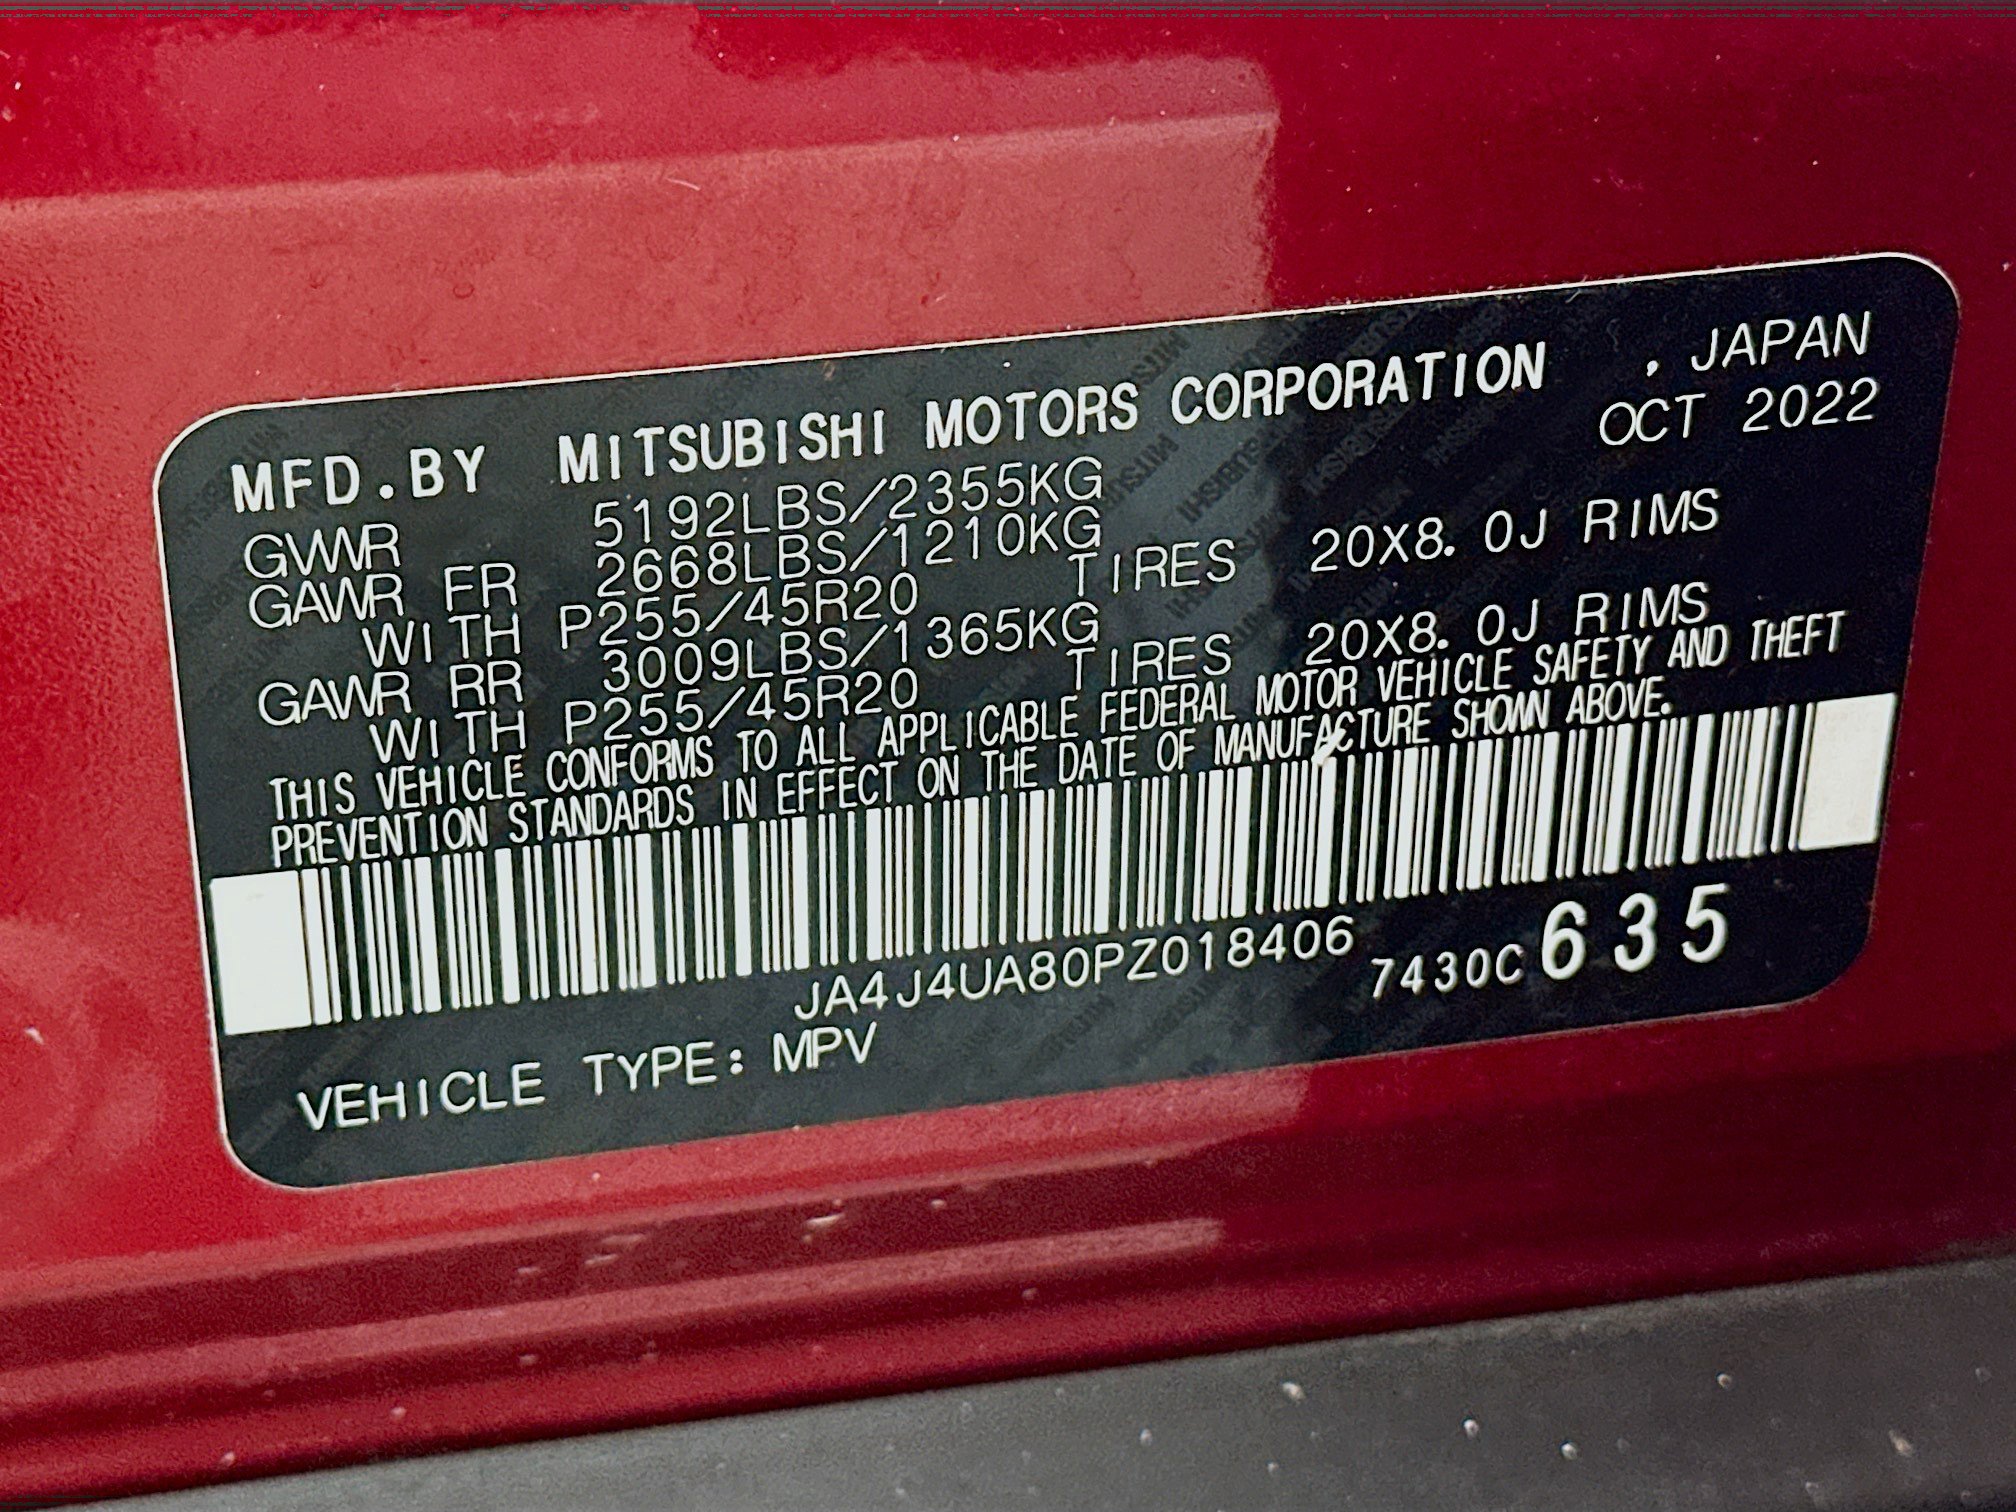 MFD.BY MITSUBISHI MOTORS CORPORATION , JAPAN
OCT 2022
GVWR 5192LBS/2355KG
GAWR FR 2668LBS/1210KG
WITH P255/45R20 TIRES 20X8.0J RIMS
GAWR RR 3009LBS/1365KG
WITH P255/45R20 TIRES 20X8.0J RIMS
THIS VEHICLE CONFORMS TO ALL APPLICABLE FEDERAL MOTOR VEHICLE SAFETY AND THEFT
PREVENTION STANDARDS IN EFFECT ON THE DATE OF MANUFACTURE SHOWN ABOVE.
JA4J4UA80PZ018406 7430C 635
VEHICLE TYPE: MPV